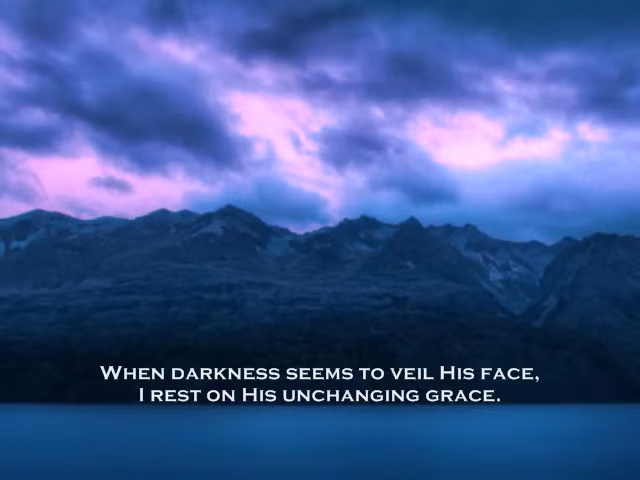 When darkness seems to veil His face,
I rest on His unchanging grace.